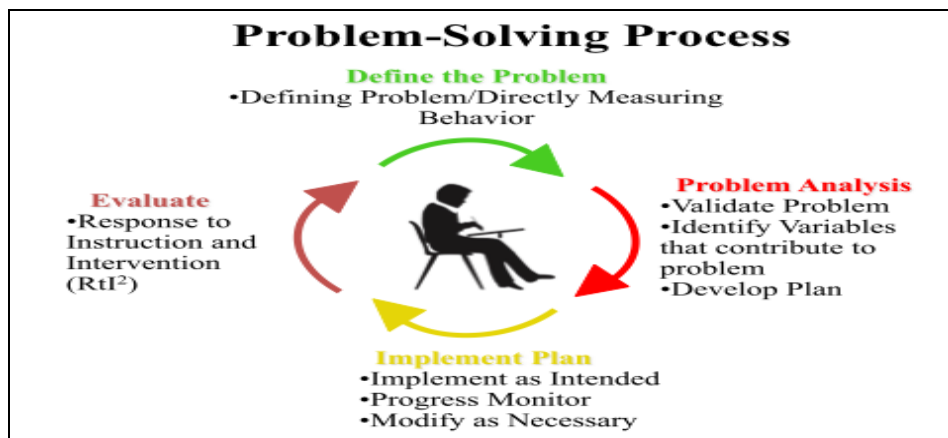 Problem-Solving Process
Define the Problem
•Defining Problem/Directly Measuring
Behavior
Problem Analysis
•Validate Problem
•Identify Variables
that contribute to
problem
•Develop Plan
Implement Plan
•Implement as Intended
•Progress Monitor
•Modify as Necessary
Evaluate
•Response to
Instruction and
Intervention
(RtI²)